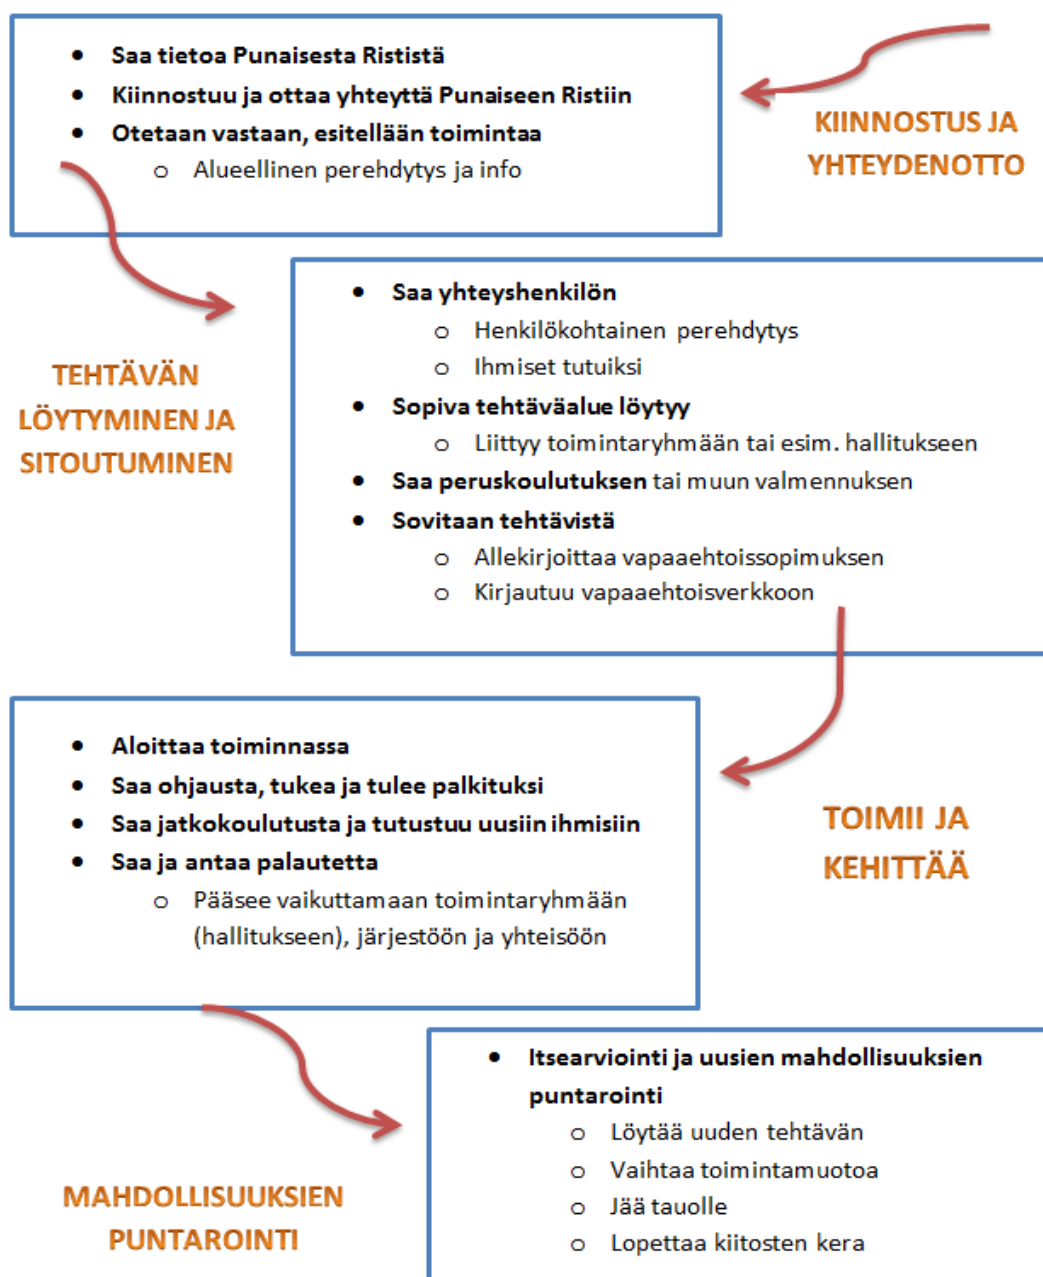 • Saa tietoa Punaisesta Rististä
• Kiinnostuu ja ottaa yhteyttä Punaiseen Ristiin
• Otetaan vastaan, esitellään toimintaa
o Alueellinen perehdytys ja info
KIINNOSTUS JA
YHTEYDENOTTO
TEHTÄVÄN
LÖYTYMINEN JA
SITOUTUMINEN
• Saa yhteyshenkilön
o Henkilökohtainen perehdytys
o Ihmiset tutuiksi
• Sopiva tehtäväalue löytyy
o Liittyy toimintaryhmään tai esim. hallitukseen
• Saa peruskoulutuksen tai muun valmennuksen
• Sovitaan tehtävistä
o Allekirjoittaa vapaaehtoissopimuksen
o Kirjautuu vapaaehtoisverkkoon
• Aloittaa toiminnassa
• Saa ohjausta, tukea ja tulee palkituksi
• Saa jatkokoulutusta ja tutustuu uusiin ihmisiin
• Saa ja antaa palautetta
o Pääsee vaikuttamaan toimintaryhmään
(hallitukseen), järjestöön ja yhteisöön
TOIMII JA
KEHITTÄÄ
MAHDOLLISUUKSIEN
PUNTAROINTI
• Itsearviointi ja uusien mahdollisuuksien
puntarointi
o Löytää uuden tehtävän
o Vaihtaa toimintamuotoa
o Jää tauolle
o Lopettaa kiitosten kera